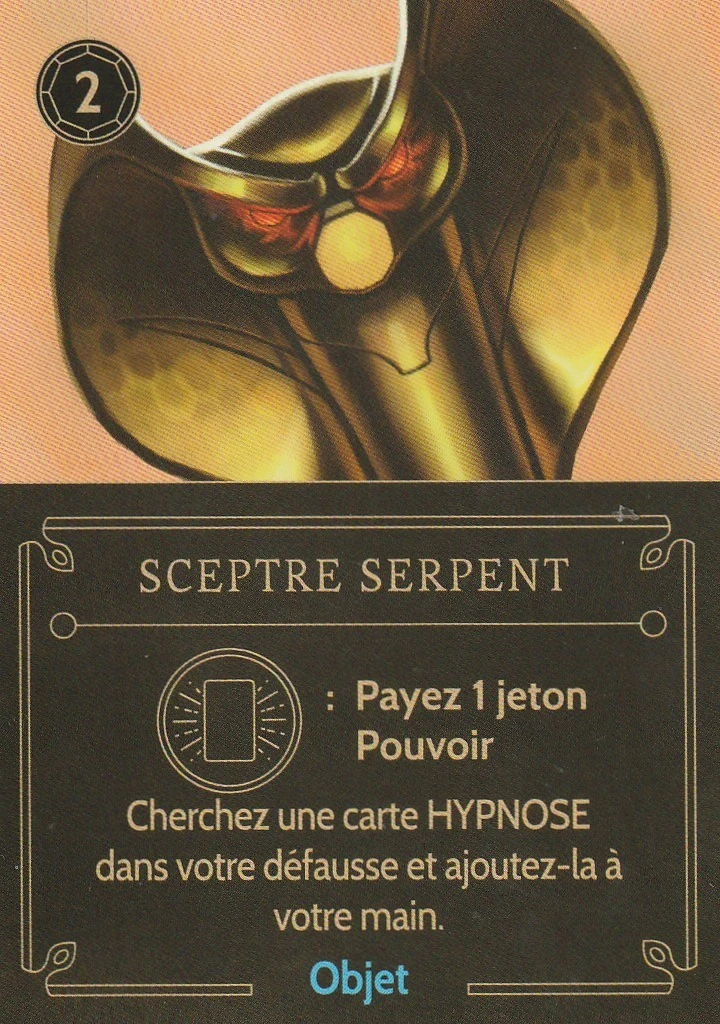 2
SCEPTRE SERPENT
: Payez 1 jeton
Pouvoir
Cherchez une carte HYPNOSE
dans votre défausse et ajoutez-la à
votre main.
Objet